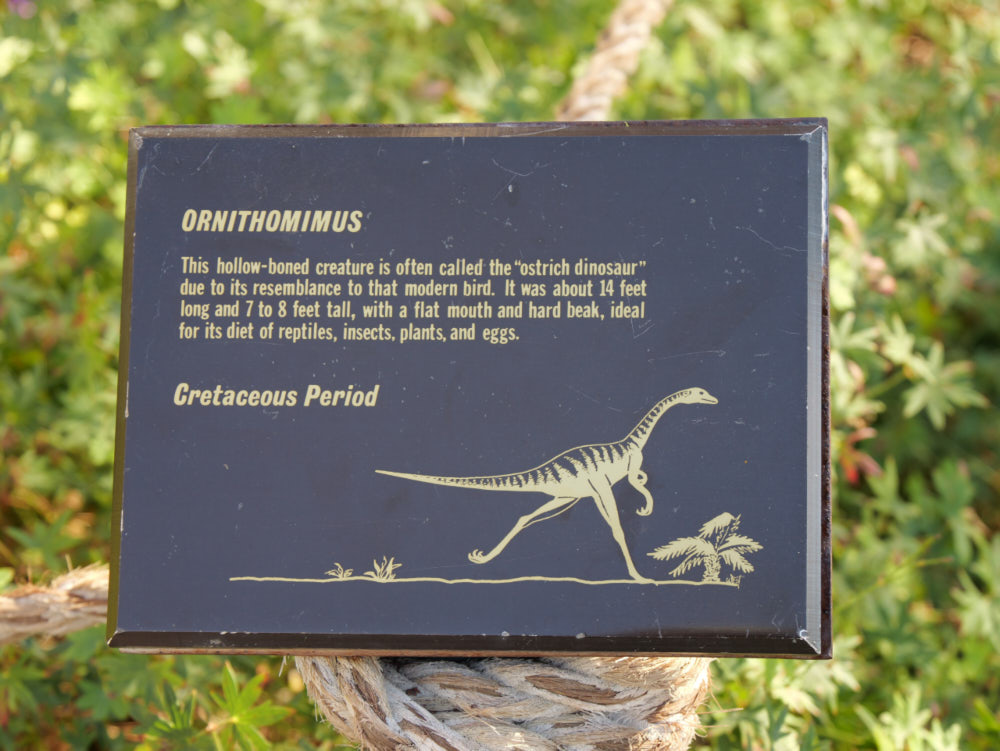 ORNITHOMIMUS
This hollow-boned creature is often called the "ostrich dinosaur"
due to its resemblance to that modern bird. It was about 14 feet
long and 7 to 8 feet tall, with a flat mouth and hard beak, ideal
for its diet of reptiles, insects, plants, and eggs.
Cretaceous Period